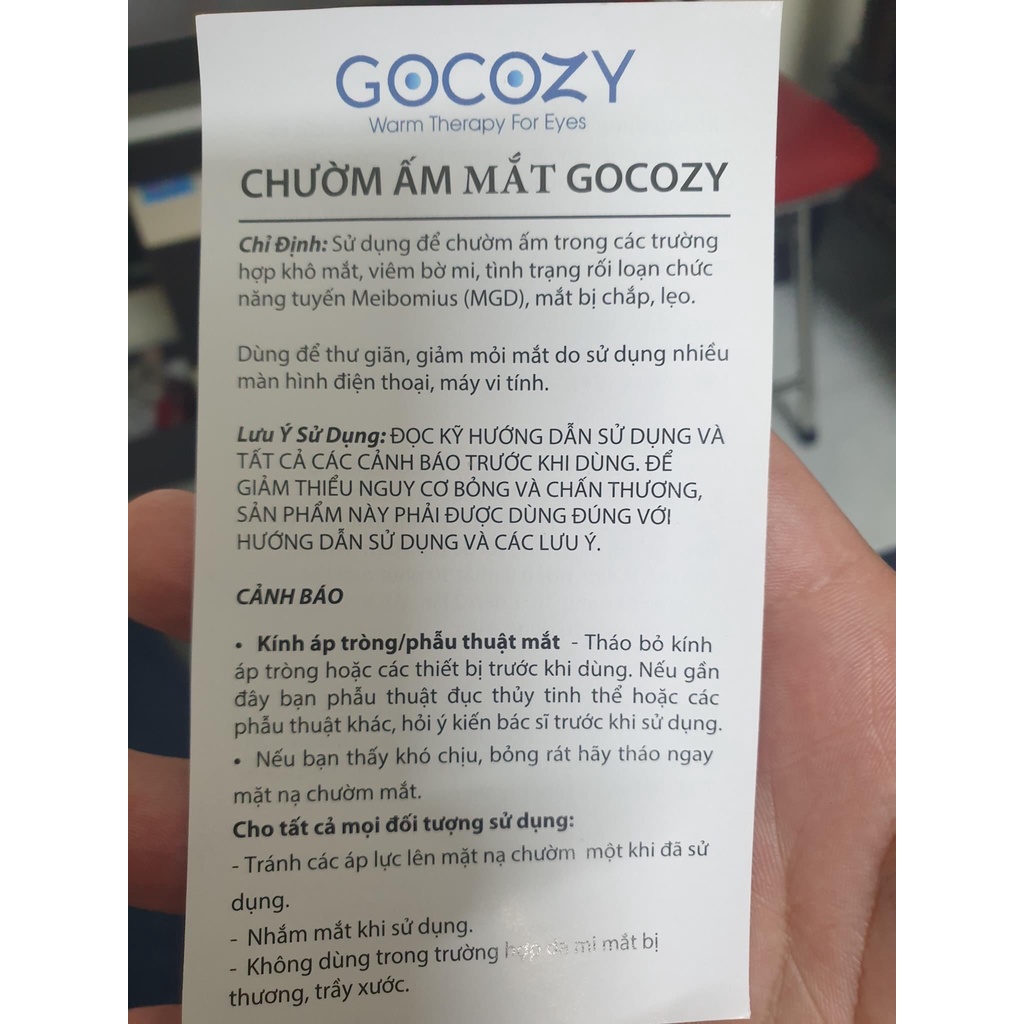 GOCOZY
Warm Therapy For Eyes
CHƯỜM ẤM MẮT GOCOZY
Chỉ Định: Sử dụng để chườm ấm trong các trường
hợp khô mắt, viêm bờ mi, tình trạng rối loạn chức
năng tuyến Meibomius (MGD), mắt bị chắp, lẹo.
Dùng để thư giãn, giảm mỏi mắt do sử dụng nhiều
màn hình điện thoại, máy vi tính.
Lưu Ý Sử Dụng: ĐỌC KỸ HƯỚNG DẪN SỬ DỤNG VÀ
TẤT CẢ CÁC CẢNH BÁO TRƯỚC KHI DÙNG. ĐỂ
GIẢM THIỂU NGUY CƠ BỎNG VÀ CHẤN THƯƠNG,
SẢN PHẨM NÀY PHẢI ĐƯỢC DÙNG ĐÚNG VỚI
HƯỚNG DẪN SỬ DỤNG VÀ CÁC LƯU Ý.
CẢNH BÁO
• Kính áp tròng/phẫu thuật mắt - Tháo bỏ kính
áp tròng hoặc các thiết bị trước khi dùng. Nếu gần
đây bạn phẫu thuật đục thủy tinh thể hoặc các
phẫu thuật khác, hỏi ý kiến bác sĩ trước khi sử dụng.
• Nếu bạn thấy khó chịu, bỏng rát hãy tháo ngay
mặt nạ chườm mắt.
Cho tất cả mọi đối tượng sử dụng:
- Tránh các áp lực lên mặt nạ chườm một khi đã sử
dụng.
- Nhắm mắt khi sử dụng.
- Không dùng trong trường hợp da mi mắt bị
thương, trầy xước.